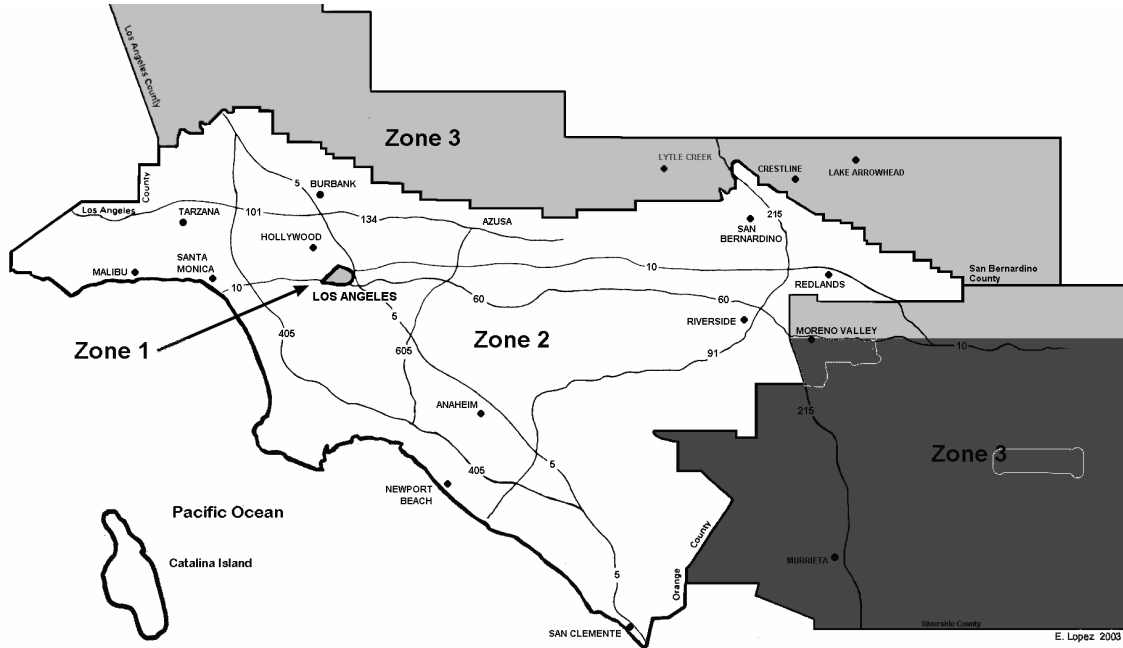 Los Angeles County
Zone 3
LYTLE CREEK
CRESTLINE
LAKE ARROWHEAD
5
BURBANK
County
Los Angeles
TARZANA
101
134
AZUSA
215
SAN
BERNARDINO
HOLLYWOOD
SANTA
MONICA
MALIBU
10
10
San Bernardino
County
REDLANDS
LOS ANGELES
60
60
5
RIVERSIDE
405
Zone 1
Zone 2
605
91
MORENO VALLEY
10
ANAHEIM
215
Zone 3
405
5
NEWPORT
BEACH
Pacific Ocean
County
Catalina Island
MURRIETA
5
Orange
SAN CLEMENTE
Riverside County
E. Lopez 2003